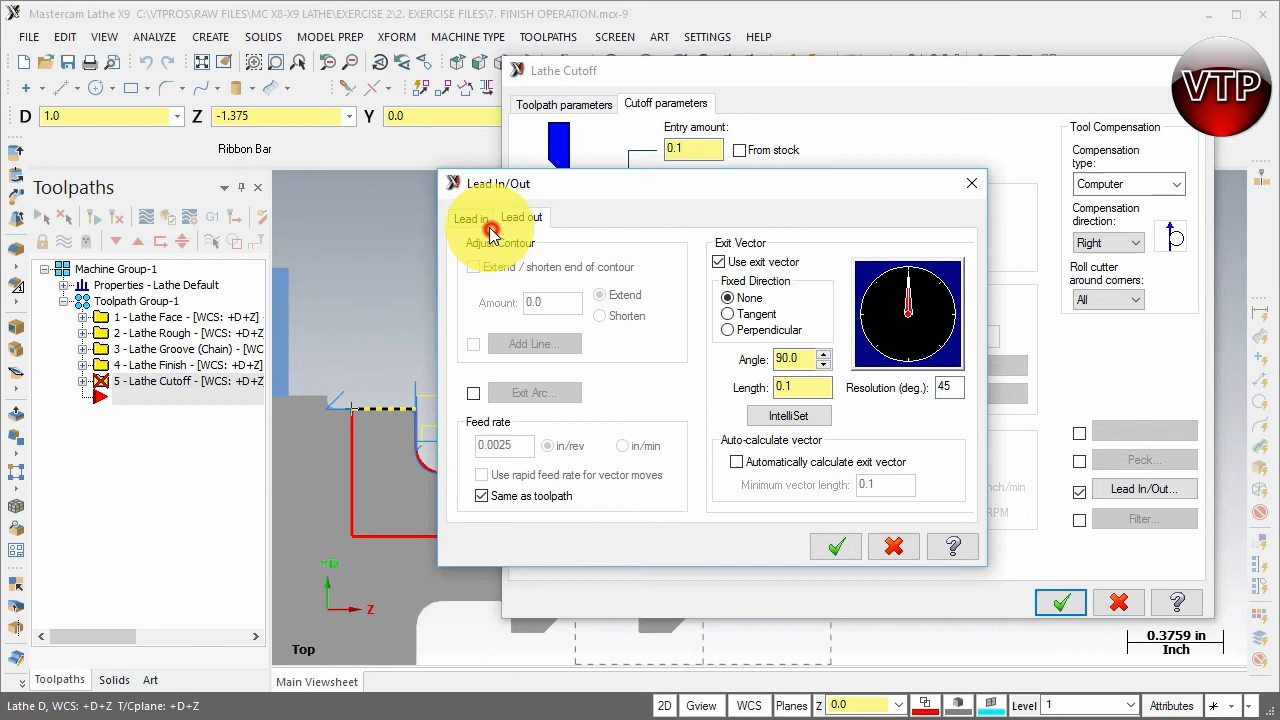 Mastercam Lathe X9  C:\VTPROS\RAW FILES\MC X8-X9 LATHE\EXERCISE 2\2. EXERCISE FILES\7. FINISH OPERATION.mcx-9
FILE EDIT VIEW ANALYZE CREATE SOLIDS MODEL PREP XFORM MACHINE TYPE TOOLPATHS SCREEN ART SETTINGS HELP
VTP
Lathe Cutoff
D 1.0 Z -1.375 Y 0.0
Ribbon Bar
Toolpath parameters Cutoff parameters
Entry amount:
0.1 From stock
Tool Compensation
Compensation type:
Computer
Compensation direction:
Right
Roll cutter around corners:
All
Toolpaths
G1
Machine Group-1
Properties - Lathe Default
Toolpath Group-1
1 - Lathe Face - [WCS: +D+Z]
2 - Lathe Rough - [WCS: +D+Z]
3 - Lathe Groove (Chain) - [WCS:
4 - Lathe Finish - [WCS: +D+Z]
5 - Lathe Cutoff - [WCS: +D+Z
Lead In/Out
Lead in Lead out
Adjust Contour
Extend / shorten end of contour
Amount: 0.0 Extend
Shorten
Add Line...
Exit Arc...
Feed rate
0.0025 in/rev in/min
Use rapid feed rate for vector moves
Same as toolpath
Exit Vector
Use exit vector
Fixed Direction
None
Tangent
Perpendicular
Angle: 90.0
Length: 0.1 Resolution (deg.): 45
IntelliSet
Auto-calculate vector
Automatically calculate exit vector
Minimum vector length: 0.1
Peck...
Lead In/Out...
Filter...
nch/min
RPM
Z
Top
0.3759 in
Inch
Toolpaths Solids Art
Main Viewsheet
Lathe D, WCS: +D+Z T/Cplane: +D+Z
2D Gview WCS Planes Z 0.0 Level 1 Attributes